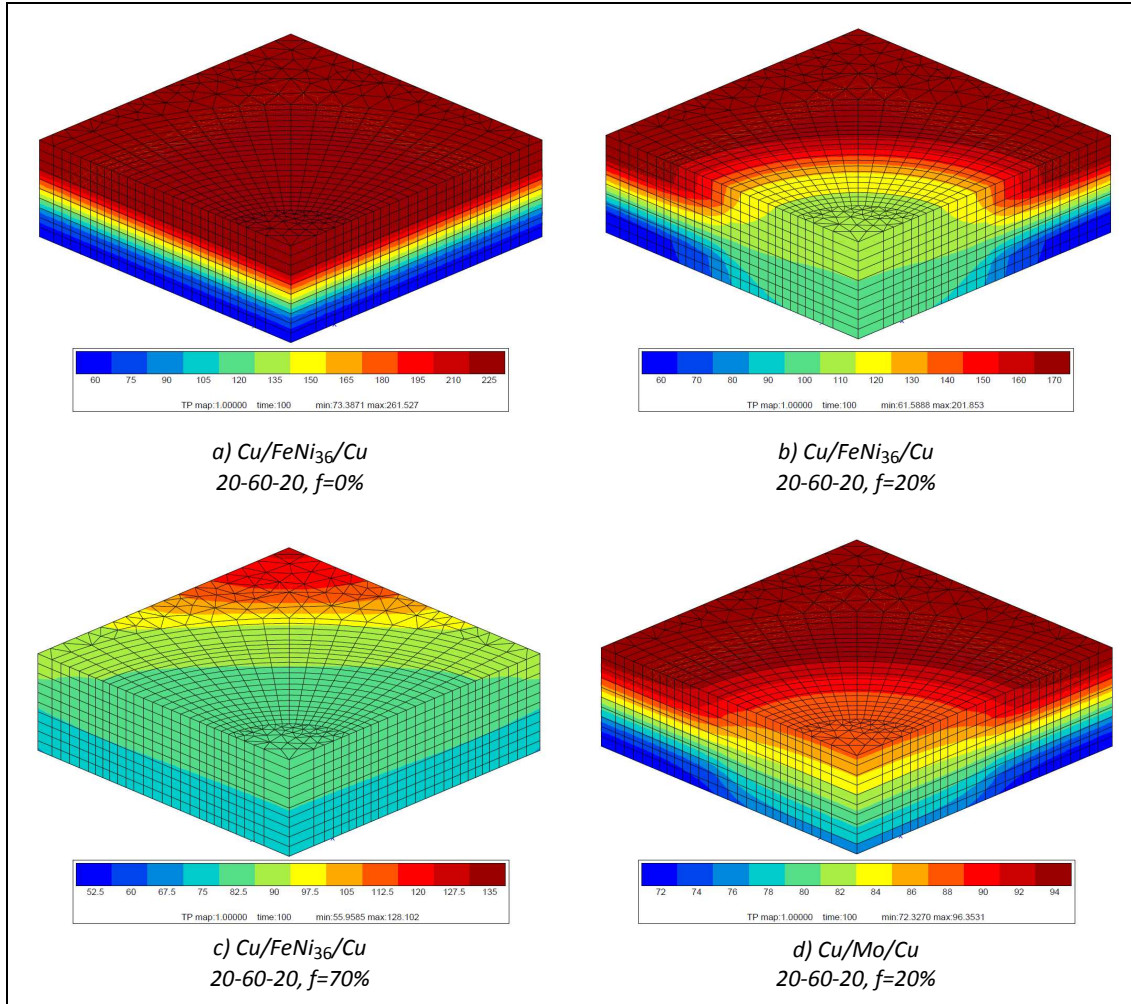 60 75 90 105 120 135 150 165 180 195 210 225
TP map:1.00000 time:100 min:73.3871 max:261.527
a) Cu/FeNi36/Cu
20-60-20, f=0%
60 70 80 90 100 110 120 130 140 150 160 170
TP map:1.00000 time:100 min:61.5888 max:201.853
b) Cu/FeNi36/Cu
20-60-20, f=20%
52.5 60 67.5 75 82.5 90 97.5 105 112.5 120 127.5 135
TP map:1.00000 time:100 min:55.9585 max:128.102
c) Cu/FeNi36/Cu
20-60-20, f=70%
72 74 76 78 80 82 84 86 88 90 92 94
TP map:1.00000 time:100 min:72.3270 max:96.3531
d) Cu/Mo/Cu
20-60-20, f=20%